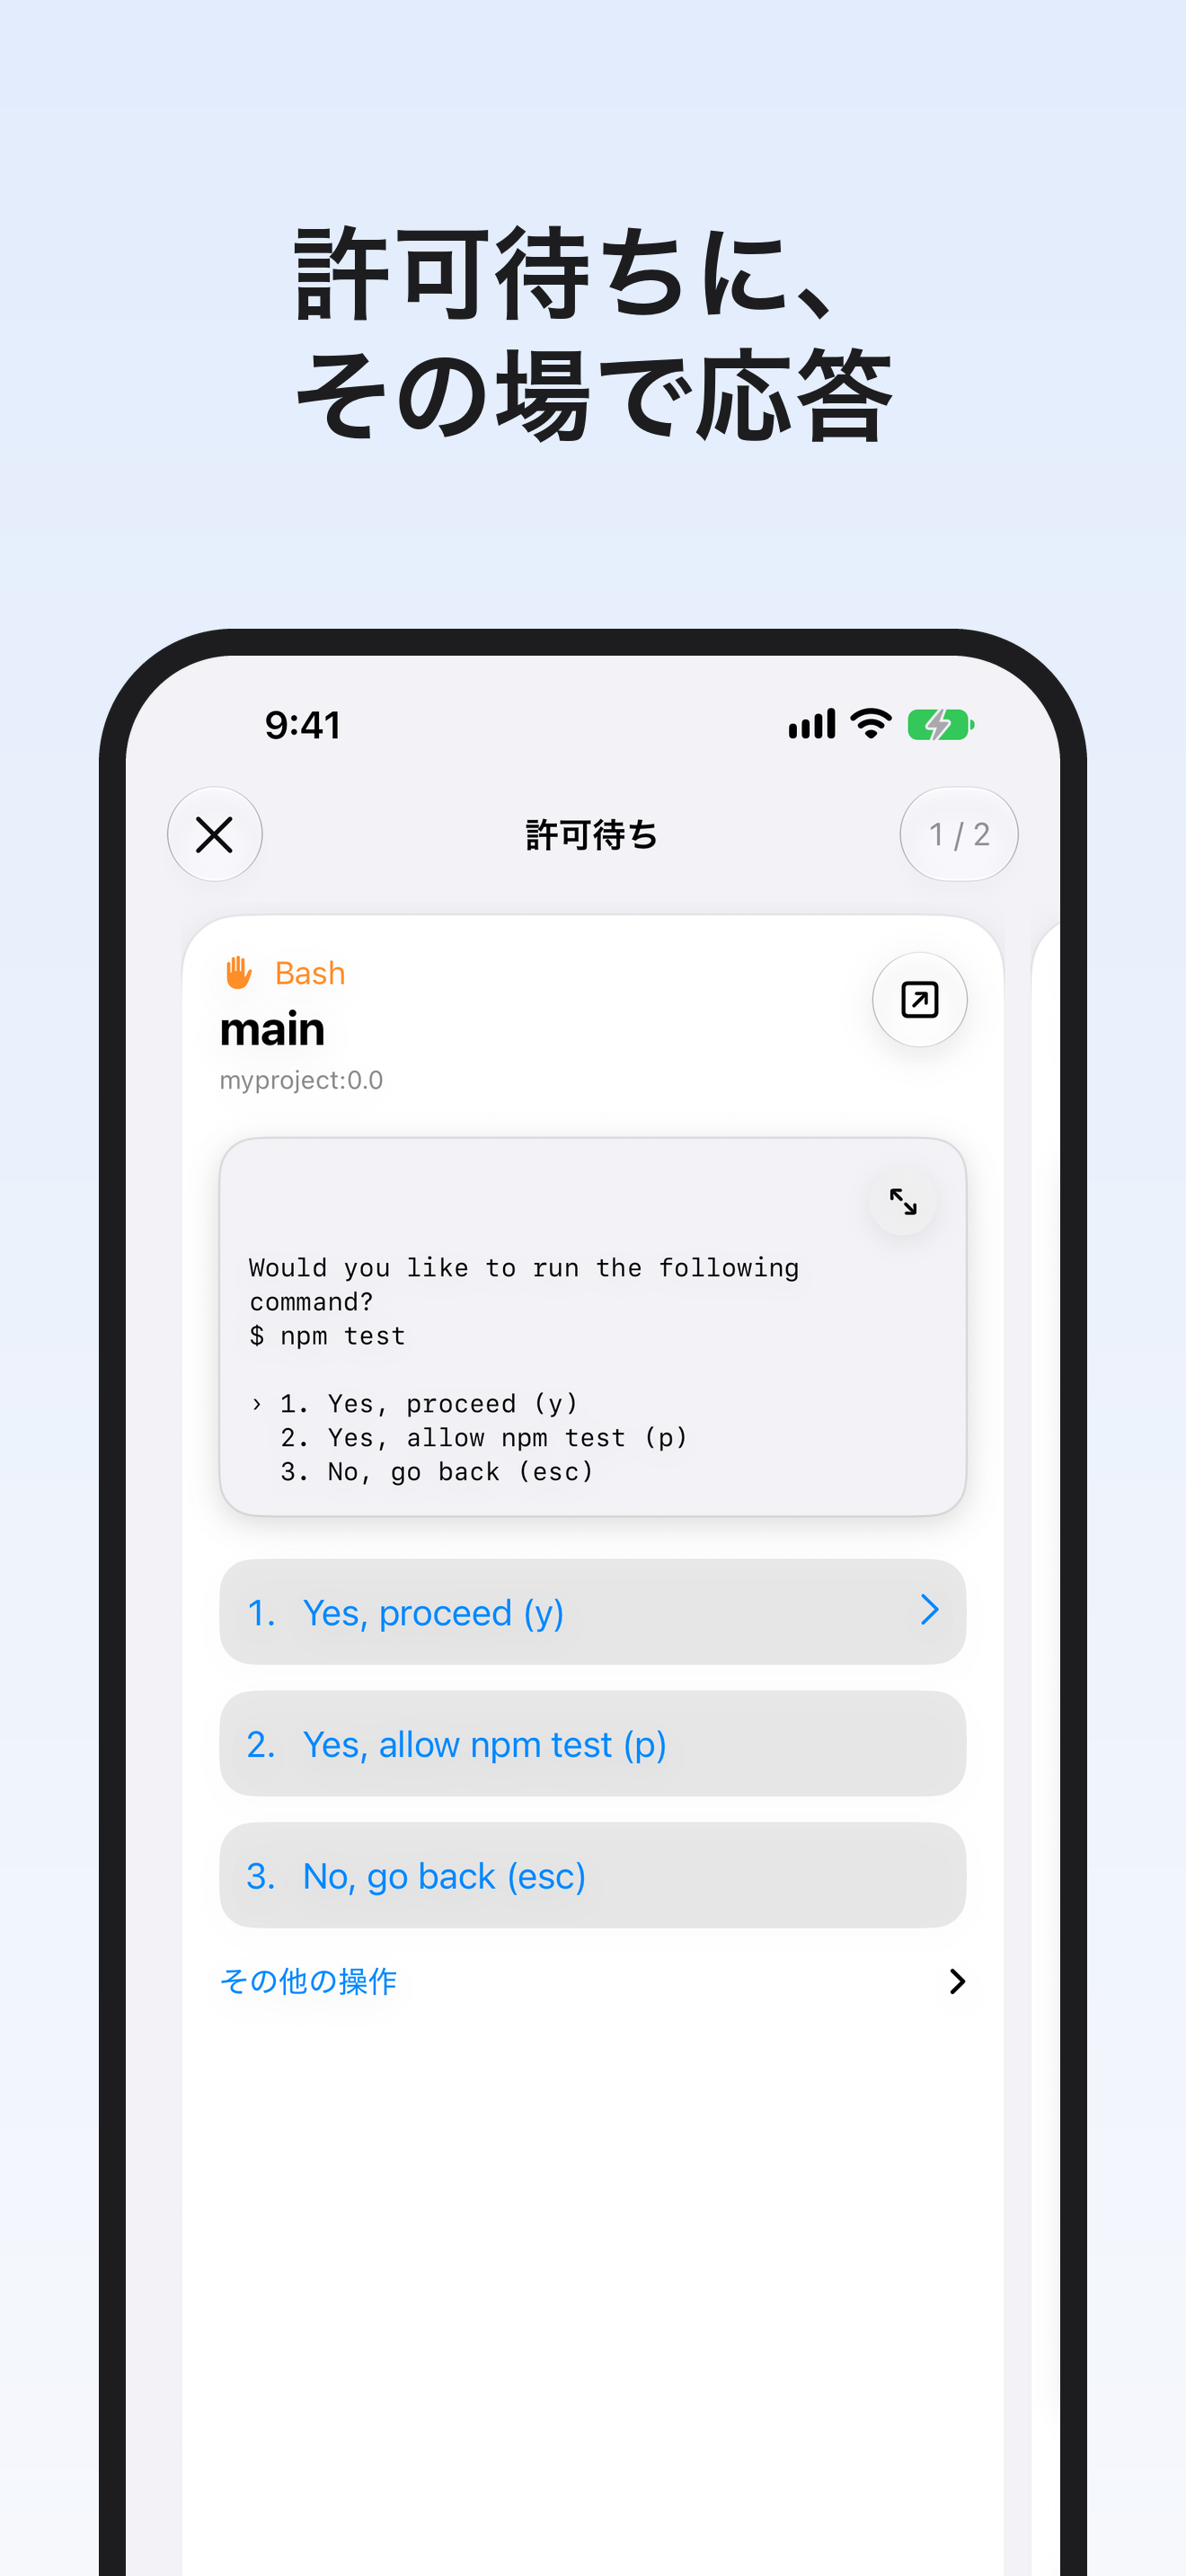 許可待ちに、
その場で応答
9:41
許可待ち
1 / 2
Bash
main
myproject:0.0
Would you like to run the following
command?
$ npm test
› 1. Yes, proceed (y)
2. Yes, allow npm test (p)
3. No, go back (esc)
1. Yes, proceed (y)
2. Yes, allow npm test (p)
3. No, go back (esc)
その他の操作